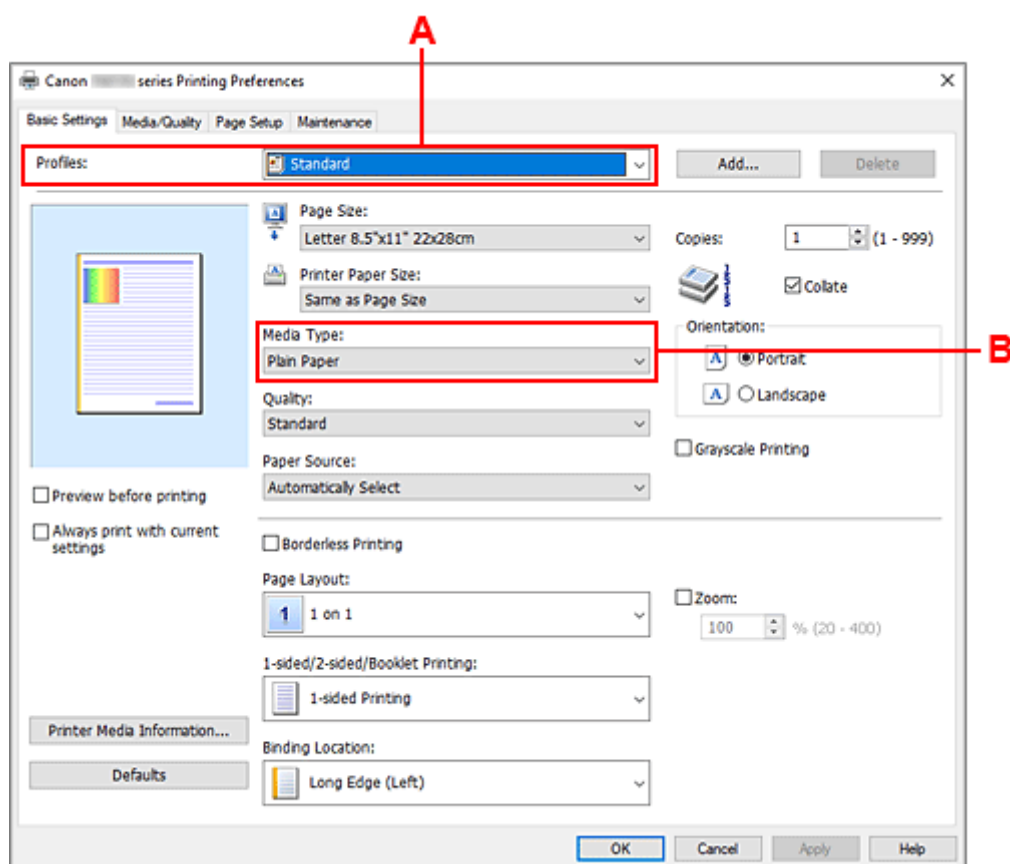 A
Canon series Printing Preferences
Basic Settings Media/Quality Page Setup Maintenance
Profiles: Standard Add... Delete
Page Size:
Letter 8.5"x11" 22x28cm
Copies: 1 (1 - 999)
Printer Paper Size:
Same as Page Size
Collate
Media Type:
Plain Paper
B
Orientation:
Portrait
Landscape
Quality:
Standard
Grayscale Printing
Paper Source:
Automatically Select
Preview before printing
Always print with current
settings
Borderless Printing
Page Layout:
1 1 on 1
Zoom:
100 % (20 - 400)
1-sided/2-sided/Booklet Printing:
1-sided Printing
Printer Media Information...
Binding Location:
Defaults
Long Edge (Left)
OK Cancel Apply Help